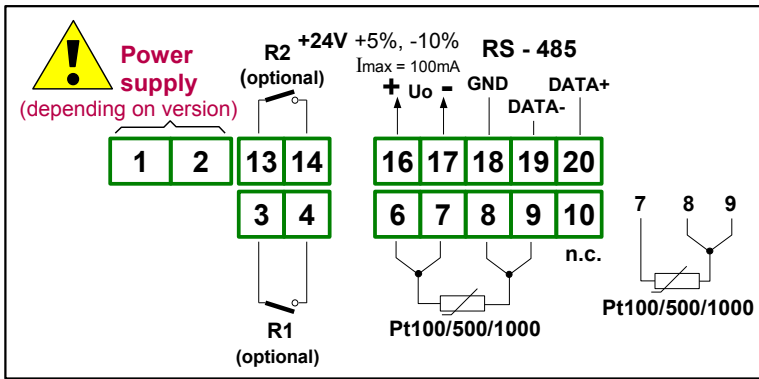 !
Power
supply
(depending on version)
R2
(optional)
+24V +5%, -10%
Imax = 100mA
+ Uo -
RS - 485
GND
DATA-
DATA+
1 2 13 14 16 17 18 19 20
3 4 6 7 8 9 10
n.c.
R1
(optional)
Pt100/500/1000
7 8 9
Pt100/500/1000